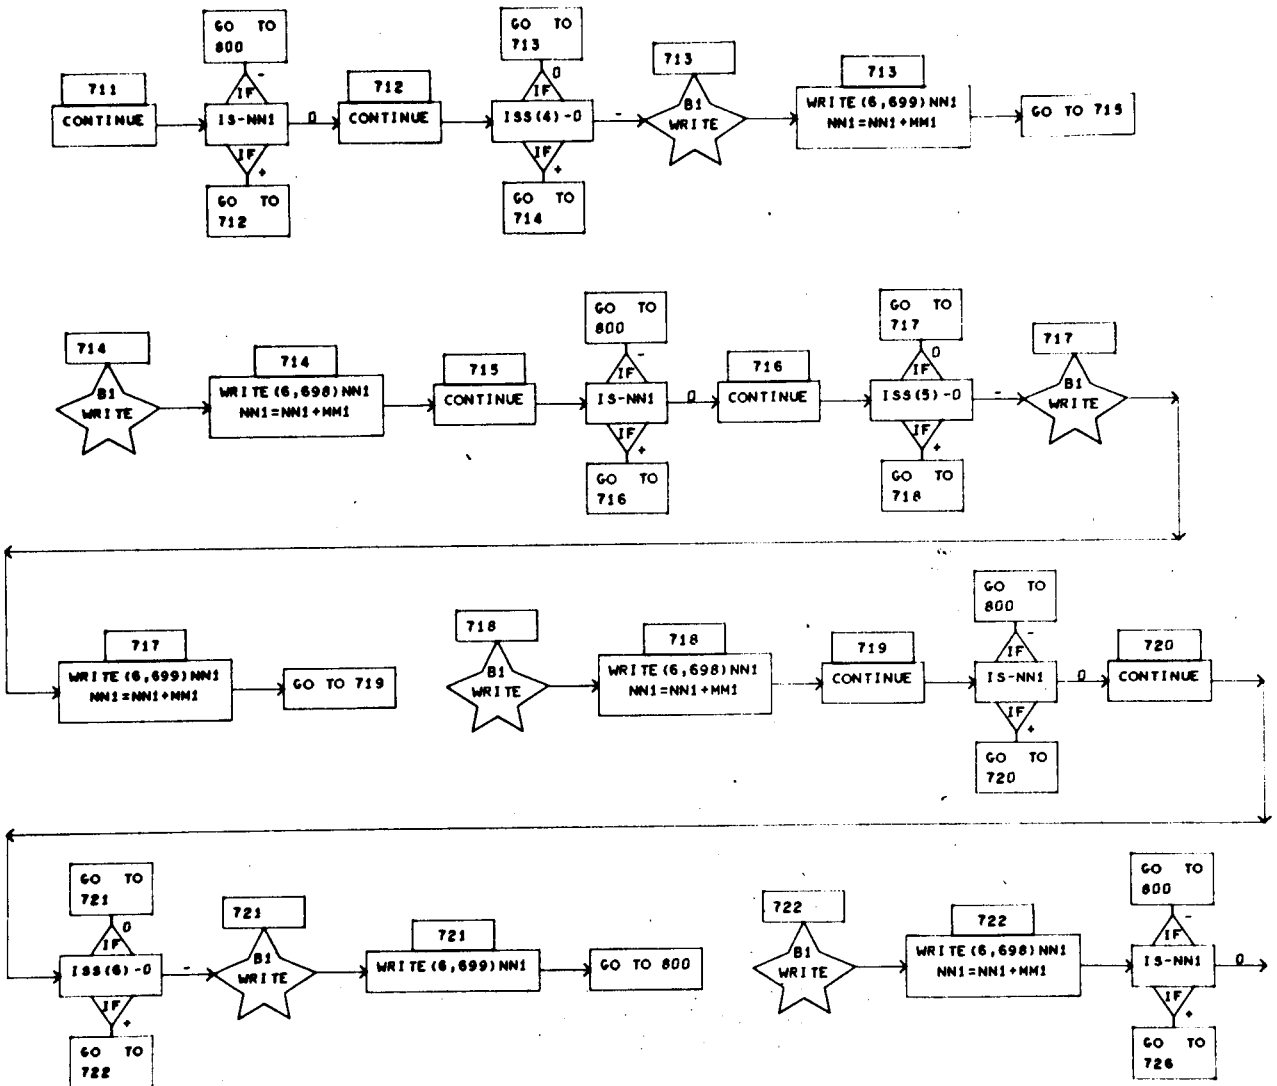 GO TO
800
GO TO
713
711
-
IF
712
0
IF
713
713
CONTINUE
IS-NN1
0
CONTINUE
ISS(4)-0
-
B1
WRITE
WRITE(6,699)NN1
NN1=NN1+MM1
GO TO 715
IF
+
IF
+
GO TO
712
GO TO
714
GO TO
800
GO TO
717
714
714
715
-
IF
716
0
IF
717
B1
WRITE
WRITE(6,698)NN1
NN1=NN1+MM1
CONTINUE
IS-NN1
0
CONTINUE
ISS(5)-0
-
B1
WRITE
IF
+
IF
+
GO TO
716
GO TO
718
GO TO
800
717
718
718
719
-
IF
720
WRITE(6,699)NN1
NN1=NN1+MM1
GO TO 719
B1
WRITE
WRITE(6,698)NN1
NN1=NN1+MM1
CONTINUE
IS-NN1
0
CONTINUE
IF
+
GO TO
720
GO TO
721
GO TO
800
0
IF
721
721
722
722
-
IF
ISS(6)-0
-
B1
WRITE
WRITE(6,699)NN1
GO TO 800
B1
WRITE
WRITE(6,698)NN1
NN1=NN1+MM1
IS-NN1
0
IF
+
IF
+
GO TO
722
GO TO
726